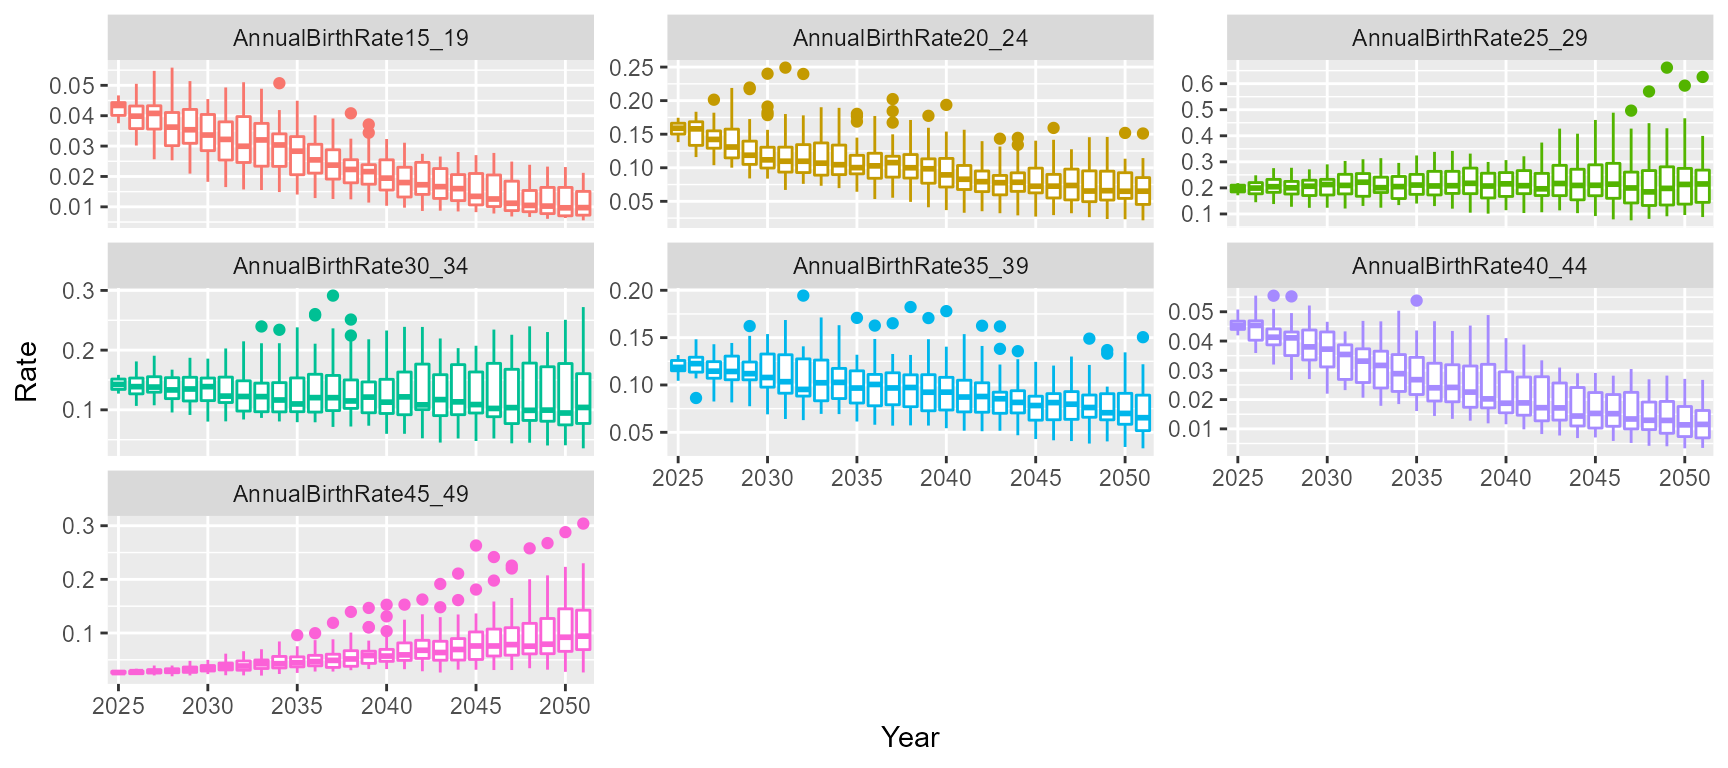 AnnualBirthRate15_19
AnnualBirthRate20_24
AnnualBirthRate25_29
0.05
0.04
0.03
0.02
0.01
0.25
0.20
0.15
0.10
0.05
0.6
0.5
0.4
0.3
0.2
0.1
AnnualBirthRate30_34
AnnualBirthRate35_39
AnnualBirthRate40_44
0.3
0.2
0.1
0.20
0.15
0.10
0.05
0.05
0.04
0.03
0.02
0.01
2025 2030 2035 2040 2045 2050
2025 2030 2035 2040 2045 2050
AnnualBirthRate45_49
0.3
0.2
0.1
2025 2030 2035 2040 2045 2050
Rate
Year